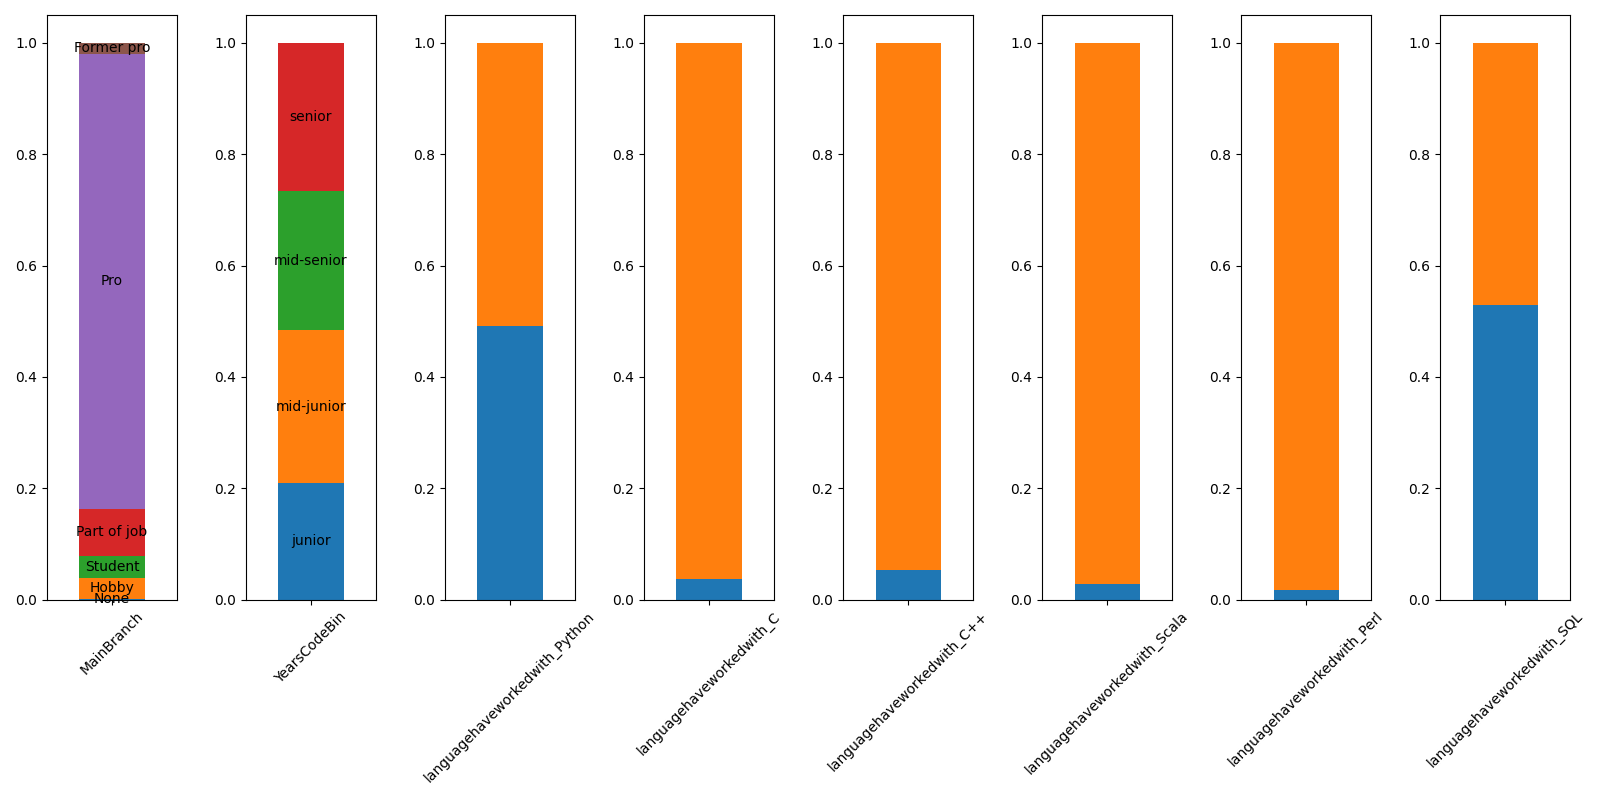 1.0
0.8
0.6
0.4
0.2
0.0
Former pro
Pro
Part of job
Student
Hobby
None
MainBranch
1.0
0.8
0.6
0.4
0.2
0.0
senior
mid-senior
mid-junior
junior
YearsCodeBin
1.0
0.8
0.6
0.4
0.2
0.0
languagehaveworkedwith_Python
1.0
0.8
0.6
0.4
0.2
0.0
languagehaveworkedwith_C
1.0
0.8
0.6
0.4
0.2
0.0
languagehaveworkedwith_C++
1.0
0.8
0.6
0.4
0.2
0.0
languagehaveworkedwith_Scala
1.0
0.8
0.6
0.4
0.2
0.0
languagehaveworkedwith_Perl
1.0
0.8
0.6
0.4
0.2
0.0
languagehaveworkedwith_SQL